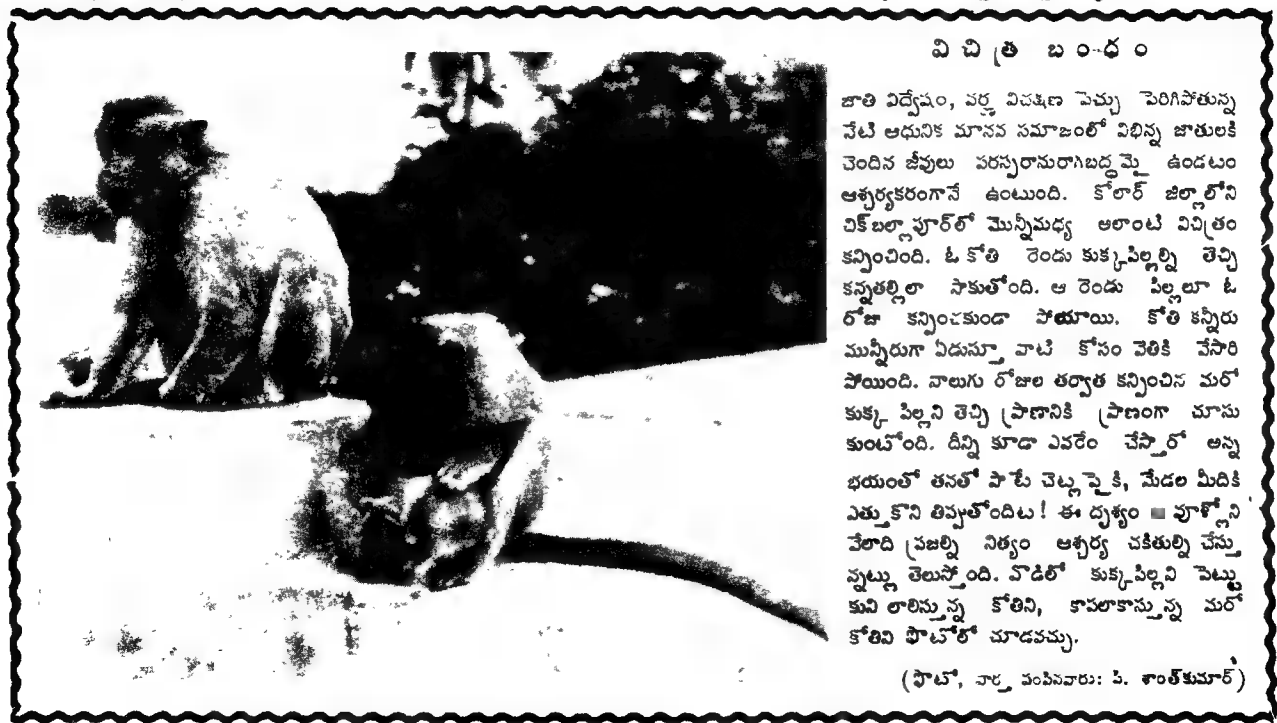 విచిత్ర బంధం
జాతి విద్వేషం, వర్ణ విచక్షణ పెచ్చు పెరిగిపోతున్న
నేటి ఆధునిక మానవ సమాజంలో విభిన్న జాతులకి
చెందిన జీవులు పరస్పరానురాగబద్ధమై ఉండటం
ఆశ్చర్యకరంగానే ఉంటుంది. కోలార్ జిల్లాలోని
చిక్‌బల్లాపూర్‌లో మొన్నీమధ్య అలాంటి విచిత్రం
కన్పించింది. ఓ కోతి రెండు కుక్కపిల్లల్ని తెచ్చి
కన్నతల్లిలా సాకుతోంది. ఆ రెండు పిల్లలూ ఓ
రోజు కన్పించకుండా పోయాయి. కోతి కన్నీరు
మున్నీరుగా ఏడుస్తూ వాటి కోసం వెతికి వేసారి
పోయింది. నాలుగు రోజుల తర్వాత కన్పించిన మరో
కుక్క పిల్లని తెచ్చి ప్రాణానికి ప్రాణంగా చూసు
కుంటోంది. దీన్ని కూడా ఎవరేం చేస్తారో అన్న
భయంతో తనతో పాటే చెట్లపైకి, మేడల మీదికి
ఎత్తుకొని తిప్పుతోందిట! ఈ దృశ్యం వూళ్లోని
వేలాది ప్రజల్ని నిత్యం ఆశ్చర్య చకితుల్ని చేస్తు
న్నట్లు తెలుస్తోంది. వొడిలో కుక్కపిల్లని పెట్టు
కుని లాలిస్తున్న కోతిని, కాపలాకాస్తున్న మరో
కోతిని ఫొటోలో చూడవచ్చు.
(ఫొటో, వార్త పంపినవారు: పి. శాంత్‌కుమార్)